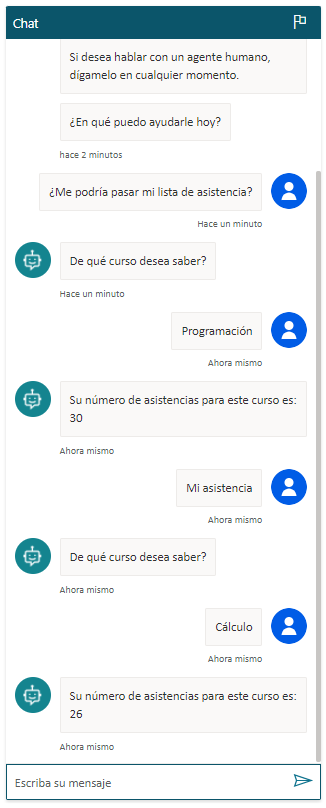 Chat
Si desea hablar con un agente humano,
dígamelo en cualquier momento.
¿En qué puedo ayudarle hoy?
hace 2 minutos
¿Me podría pasar mi lista de asistencia?
Hace un minuto
De qué curso desea saber?
Hace un minuto
Programación
Ahora mismo
Su número de asistencias para este curso es:
30
Ahora mismo
Mi asistencia
Ahora mismo
De qué curso desea saber?
Ahora mismo
Cálculo
Ahora mismo
Su número de asistencias para este curso es:
26
Ahora mismo
Escriba su mensaje